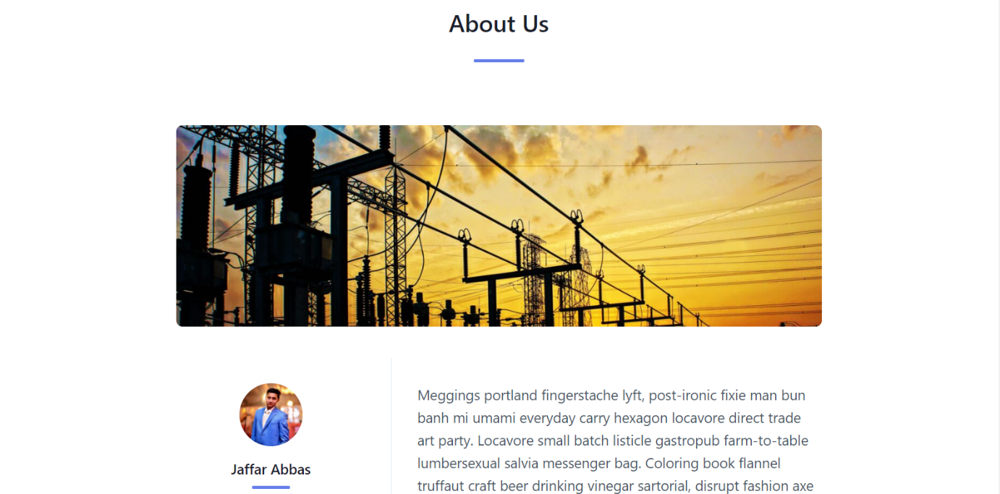 About Us
Jaffar Abbas
Meggings portland fingerstache lyft, post-ironic fixie man bun
banh mi umami everyday carry hexagon locavore direct trade
art party. Locavore small batch listicle gastropub farm-to-table
lumbersexual salvia messenger bag. Coloring book flannel
truffaut craft beer drinking vinegar sartorial, disrupt fashion axe